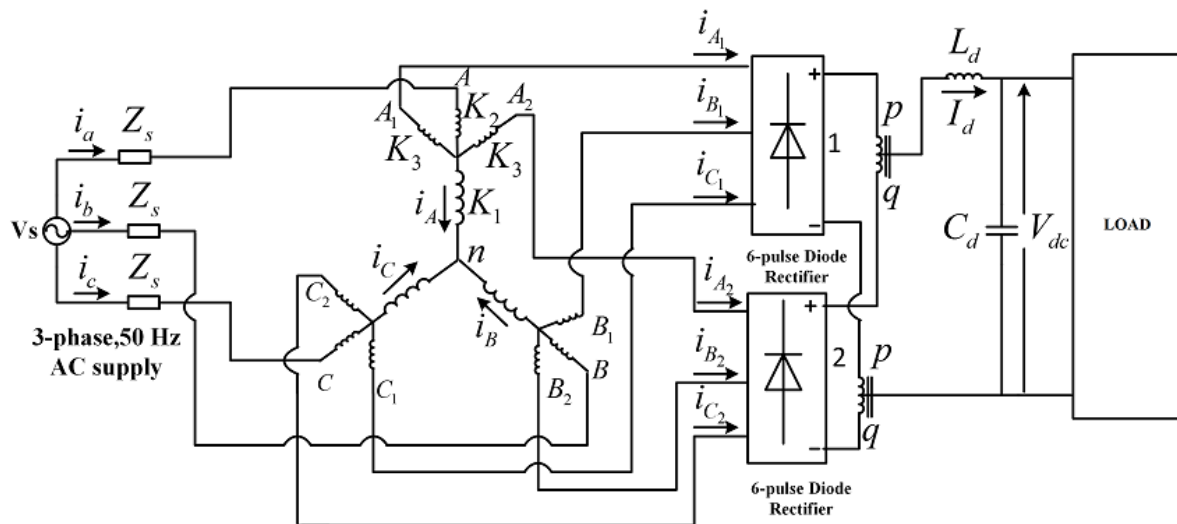 i_a Z_s
i_b Z_s
Vs
i_c Z_s
3-phase,50 Hz
AC supply
A
A_1
A_2
K_2
K_3
K_3
i_A
K_1
n
i_C
i_B
C_2
C
C_1
B_1
B
B_2
i_{A_1}
i_{B_1}
i_{C_1}
+
1
−
6-pulse Diode
Rectifier
i_{A_2}
i_{B_2}
i_{C_2}
+
2
−
6-pulse Diode
Rectifier
p
q
p
q
L_d
I_d
C_d
V_{dc}
LOAD